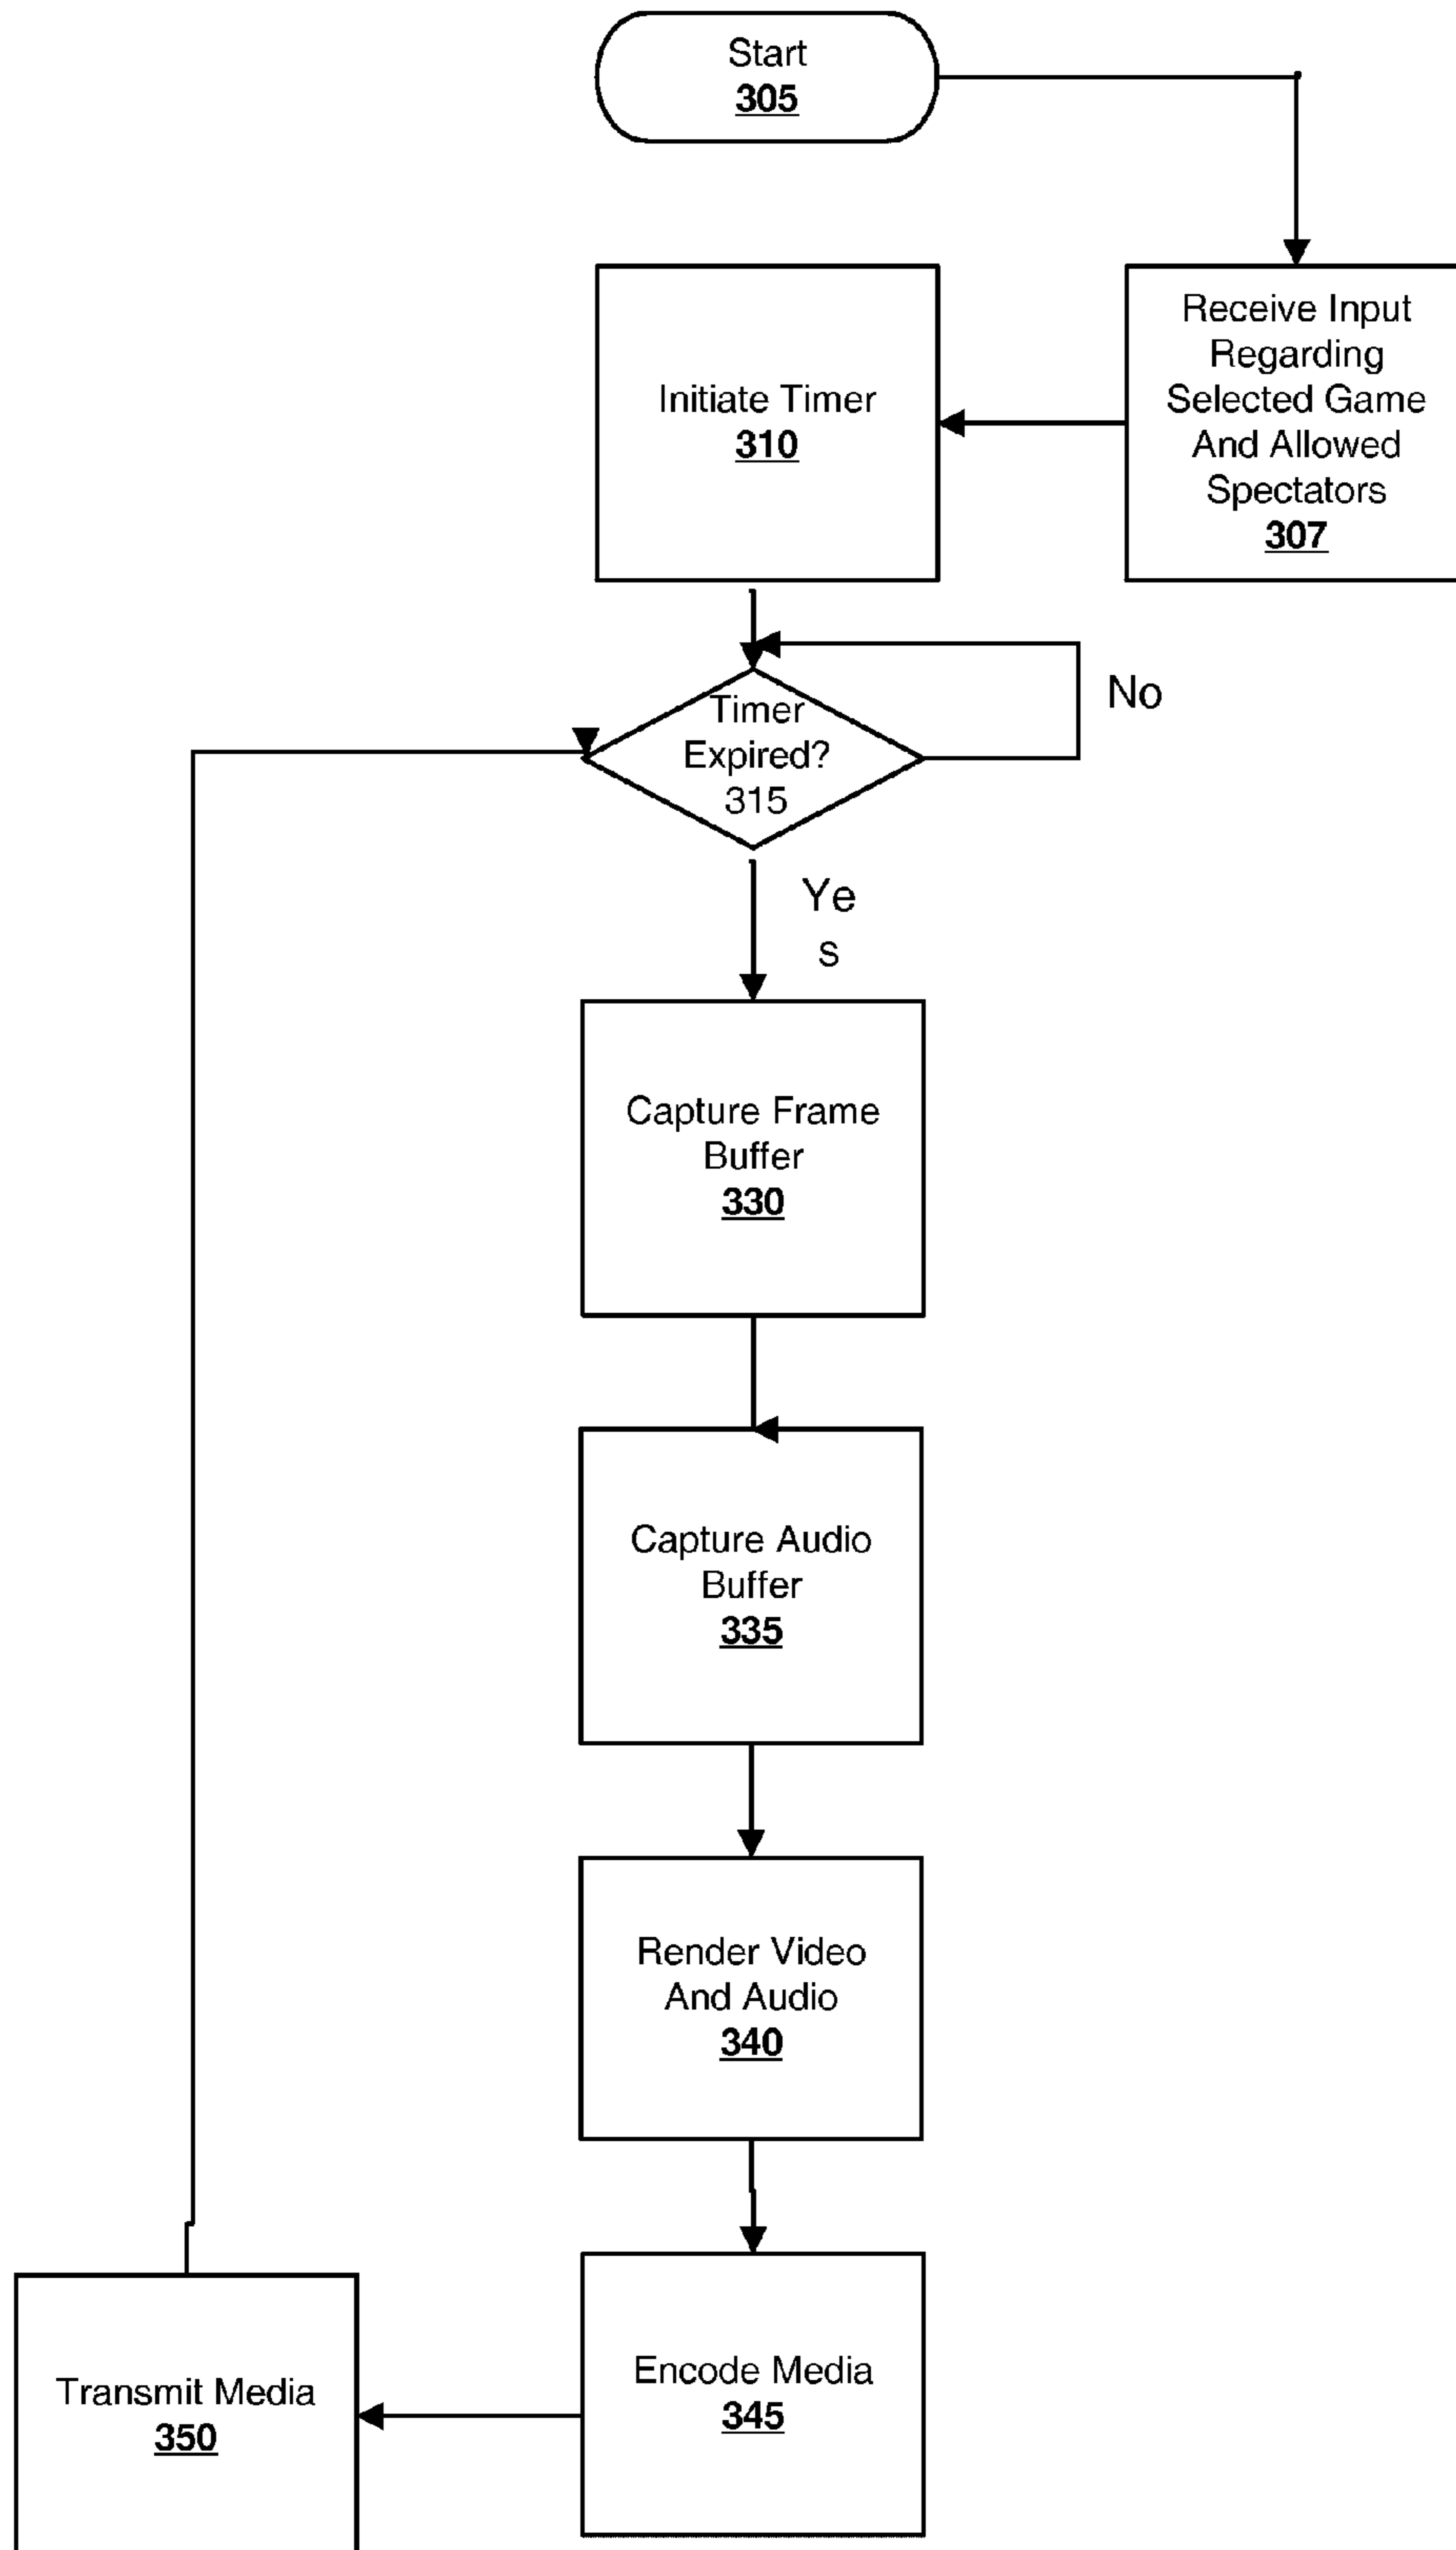 Start
305
Receive Input
Regarding
Selected Game
And Allowed
Spectators
307
Initiate Timer
310
No
Timer
Expired?
315
Ye
s
Capture Frame
Buffer
330
Capture Audio
Buffer
335
Render Video
And Audio
340
Encode Media
345
Transmit Media
350